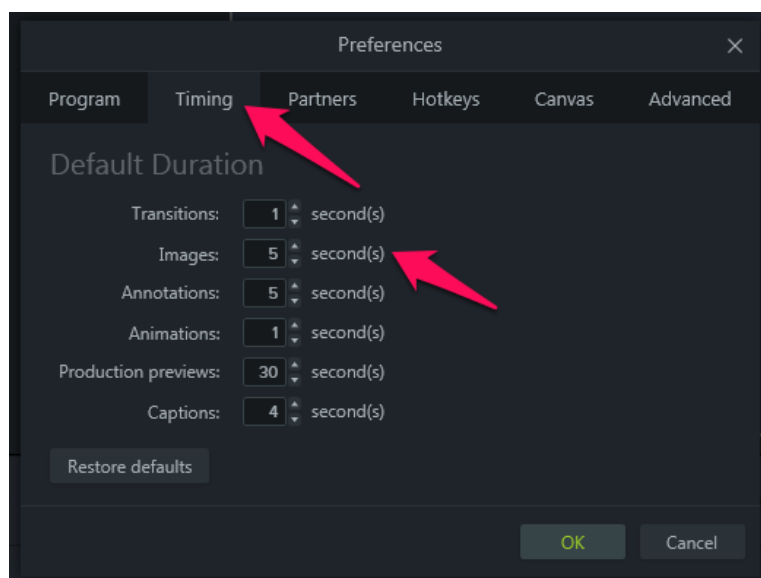 Preferences
Program Timing Partners Hotkeys Canvas Advanced
Default Duration
Transitions: 1 second(s)
Images: 5 second(s)
Annotations: 5 second(s)
Animations: 1 second(s)
Production previews: 30 second(s)
Captions: 4 second(s)
Restore defaults
OK Cancel